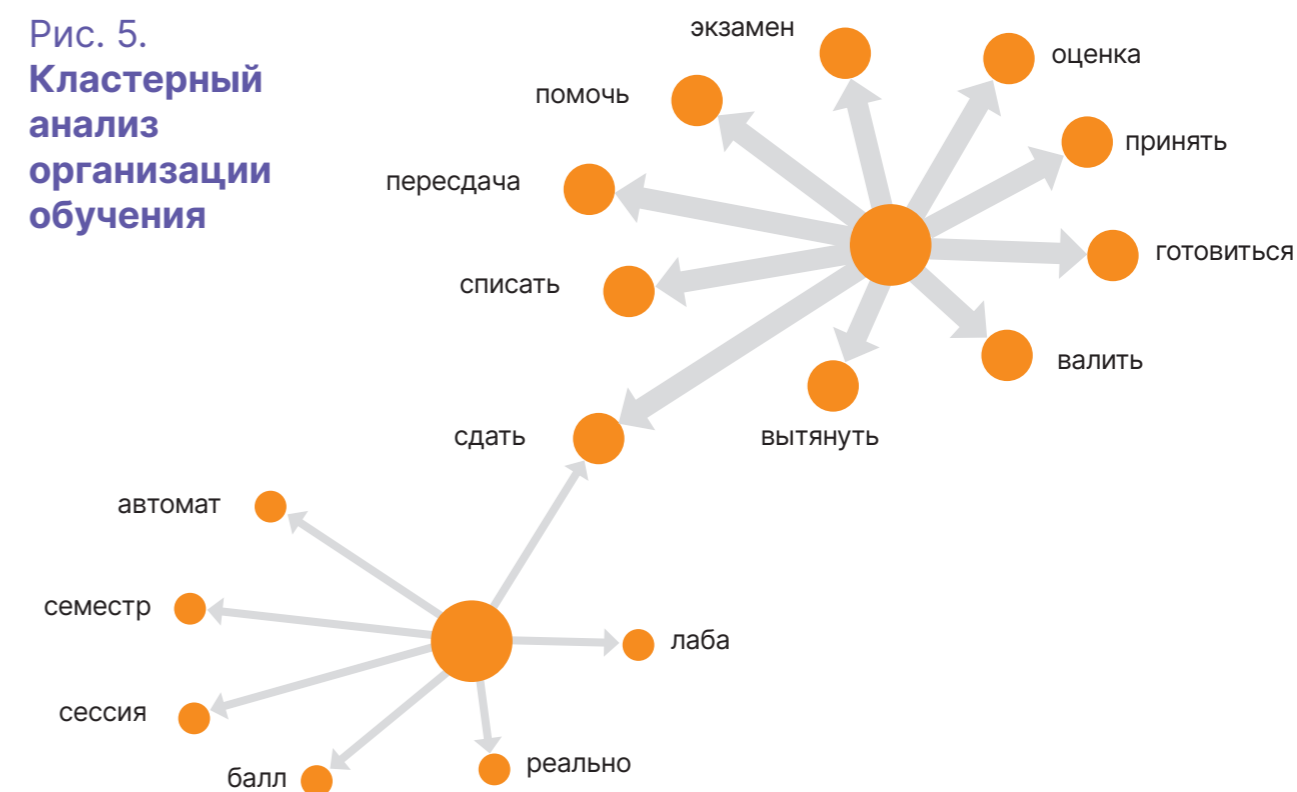 Рис. 5.
Кластерный
анализ
организации
обучения
экзамен
оценка
помочь
принять
пересдача
готовиться
списать
валить
сдать
вытянуть
автомат
семестр
лаба
сессия
реально
балл